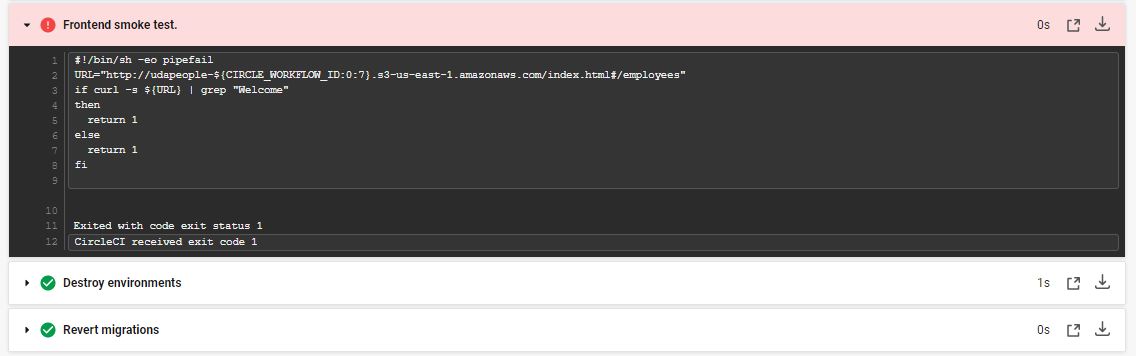 Frontend smoke test. 0s
1 #!/bin/sh -eo pipefail
2 URL="http://udapeople-${CIRCLE_WORKFLOW_ID:0:7}.s3-us-east-1.amazonaws.com/index.html#/employees"
3 if curl -s ${URL} | grep "Welcome"
4 then
5   return 1
6 else
7   return 1
8 fi
9
10
11 Exited with code exit status 1
12 CircleCI received exit code 1
Destroy environments 1s
Revert migrations 0s